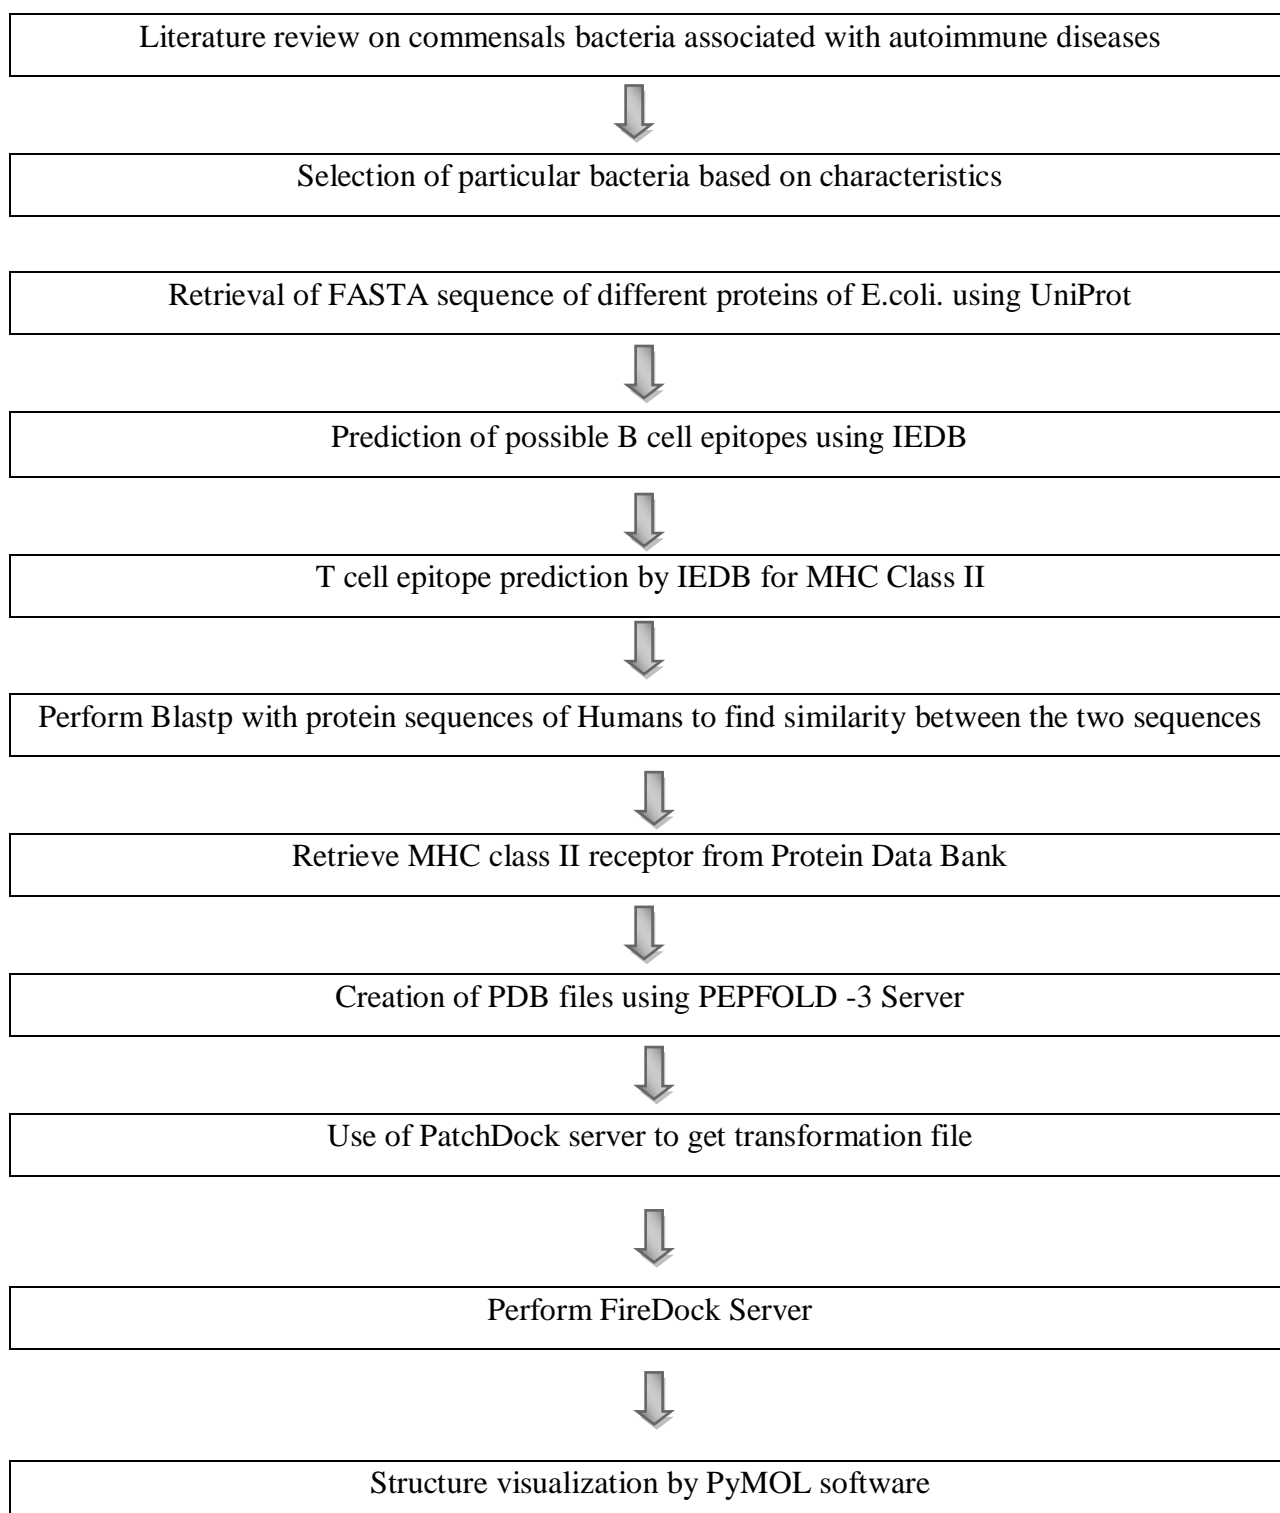 Literature review on commensals bacteria associated with autoimmune diseases
Selection of particular bacteria based on characteristics
Retrieval of FASTA sequence of different proteins of E.coli. using UniProt
Prediction of possible B cell epitopes using IEDB
T cell epitope prediction by IEDB for MHC Class II
Perform Blastp with protein sequences of Humans to find similarity between the two sequences
Retrieve MHC class II receptor from Protein Data Bank
Creation of PDB files using PEPFOLD -3 Server
Use of PatchDock server to get transformation file
Perform FireDock Server
Structure visualization by PyMOL software